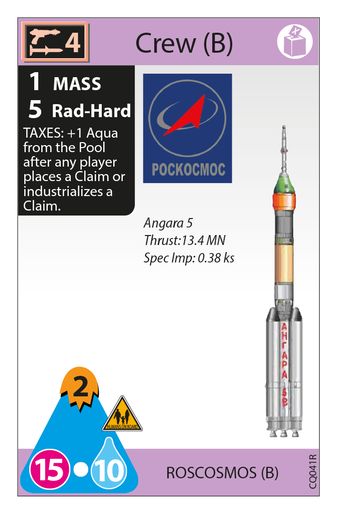 4
Crew (B)
1 MASS
5 Rad-Hard
TAXES: +1 Aqua
from the Pool
after any player
places a Claim or
industrializes a
Claim.
РОСКОСМОС
Angara 5
Thrust:13.4 MN
Spec Imp: 0.38 ks
АНГАРА
2
15 • 10
ROSCOSMOS (B)
CQ041R